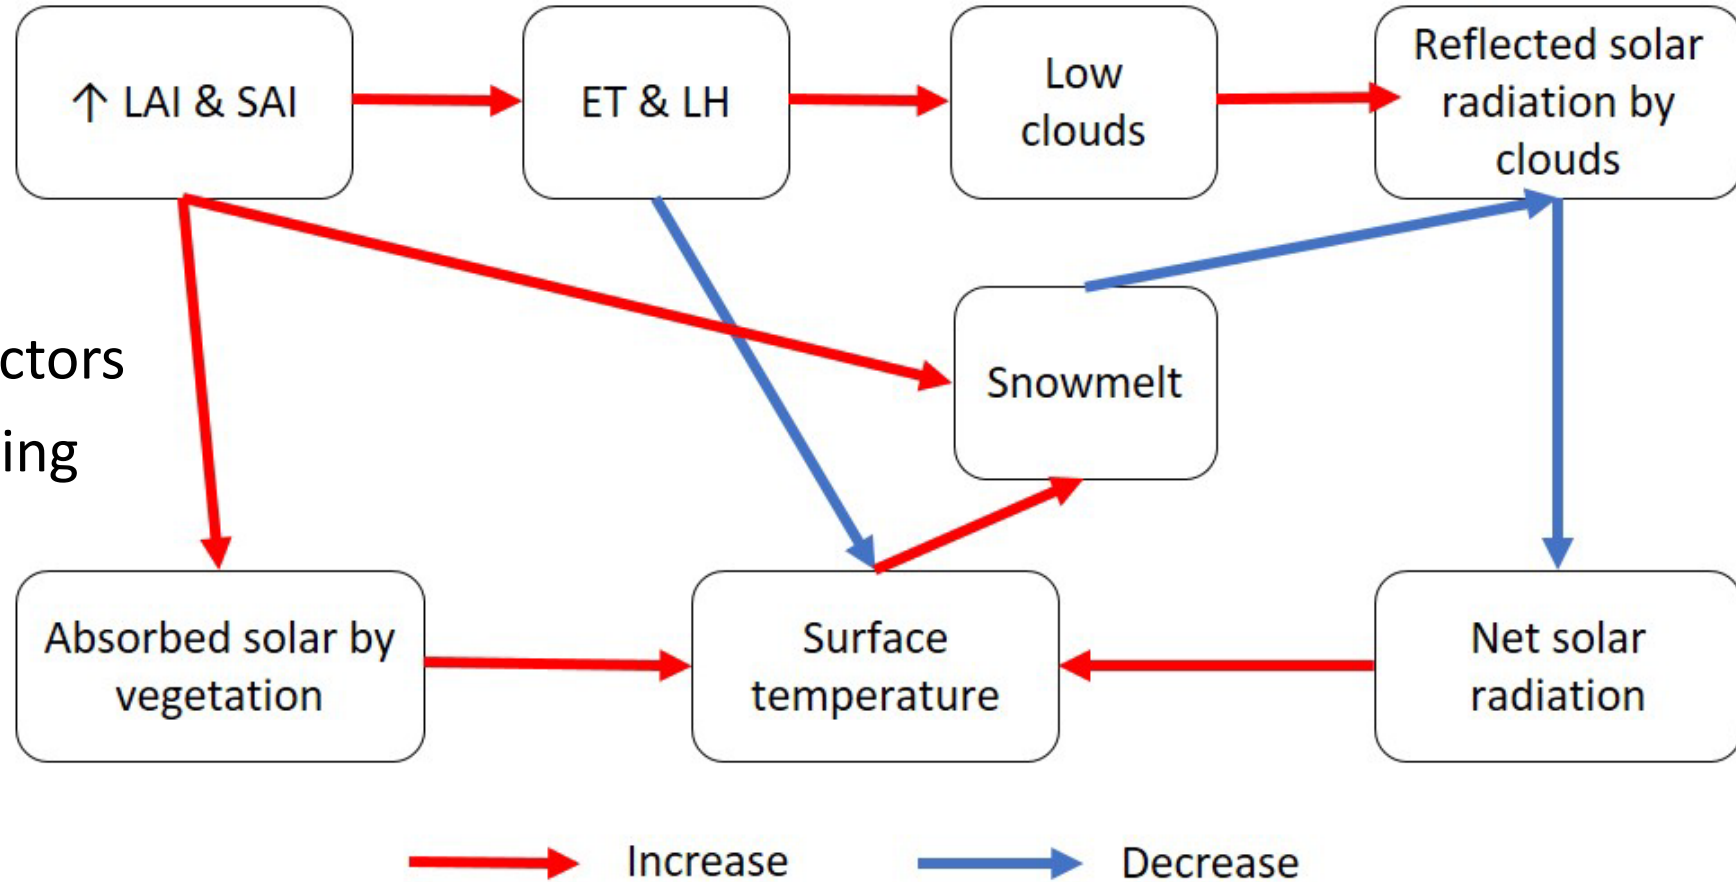 ↑ LAI & SAI
ET & LH
Low
clouds
Reflected solar
radiation by
clouds
ctors
ing
Snowmelt
Absorbed solar by
vegetation
Surface
temperature
Net solar
radiation
Increase
Decrease